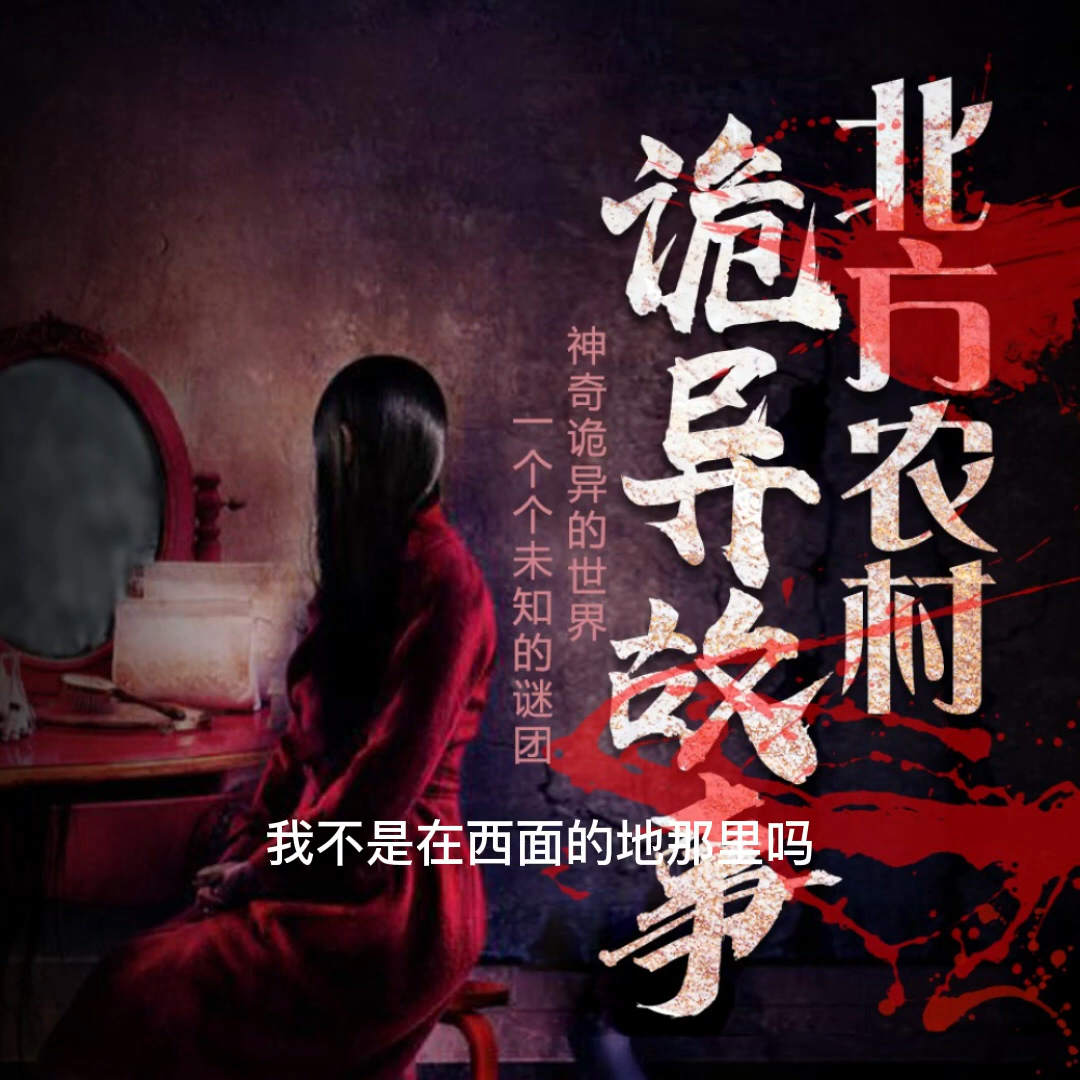 北方农村
诡异故事
神奇诡异的世界
一个个未知的谜团
我不是在西面的地那里吗